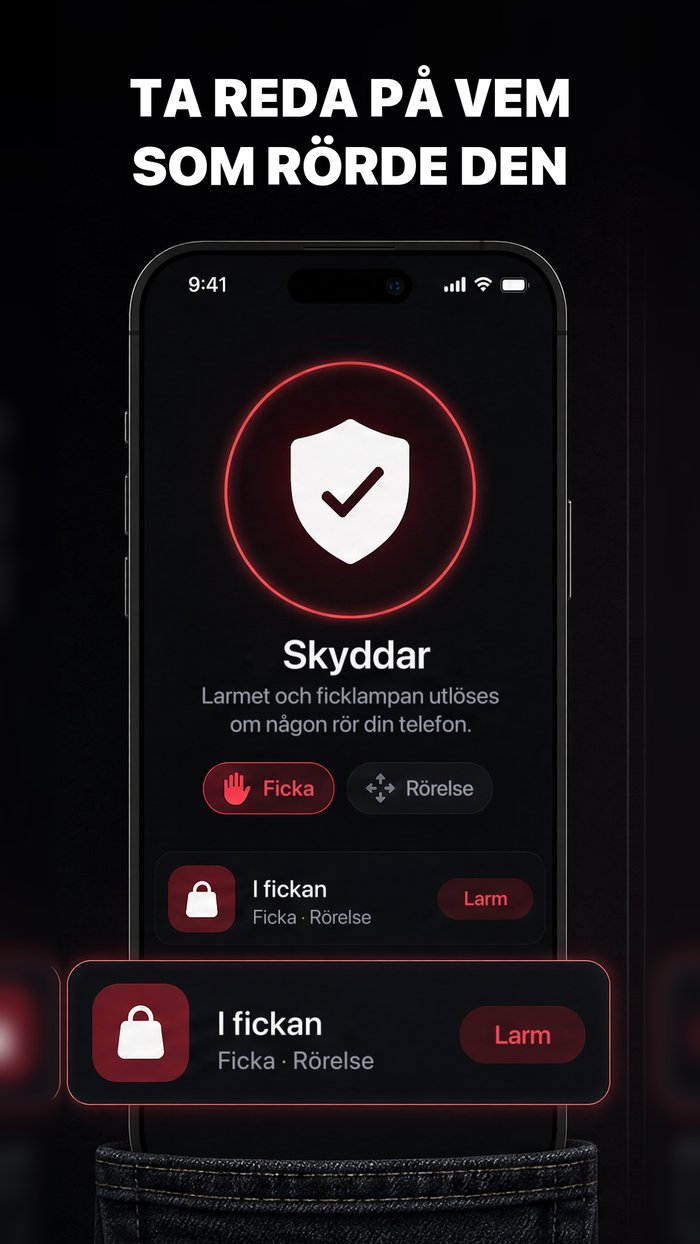 TA REDA PÅ VEM
SOM RÖRDE DEN
9:41
Skyddar
Larmet och ficklampan utlöses
om någon rör din telefon.
Ficka
Rörelse
I fickan
Ficka · Rörelse
Larm
I fickan
Ficka · Rörelse
Larm